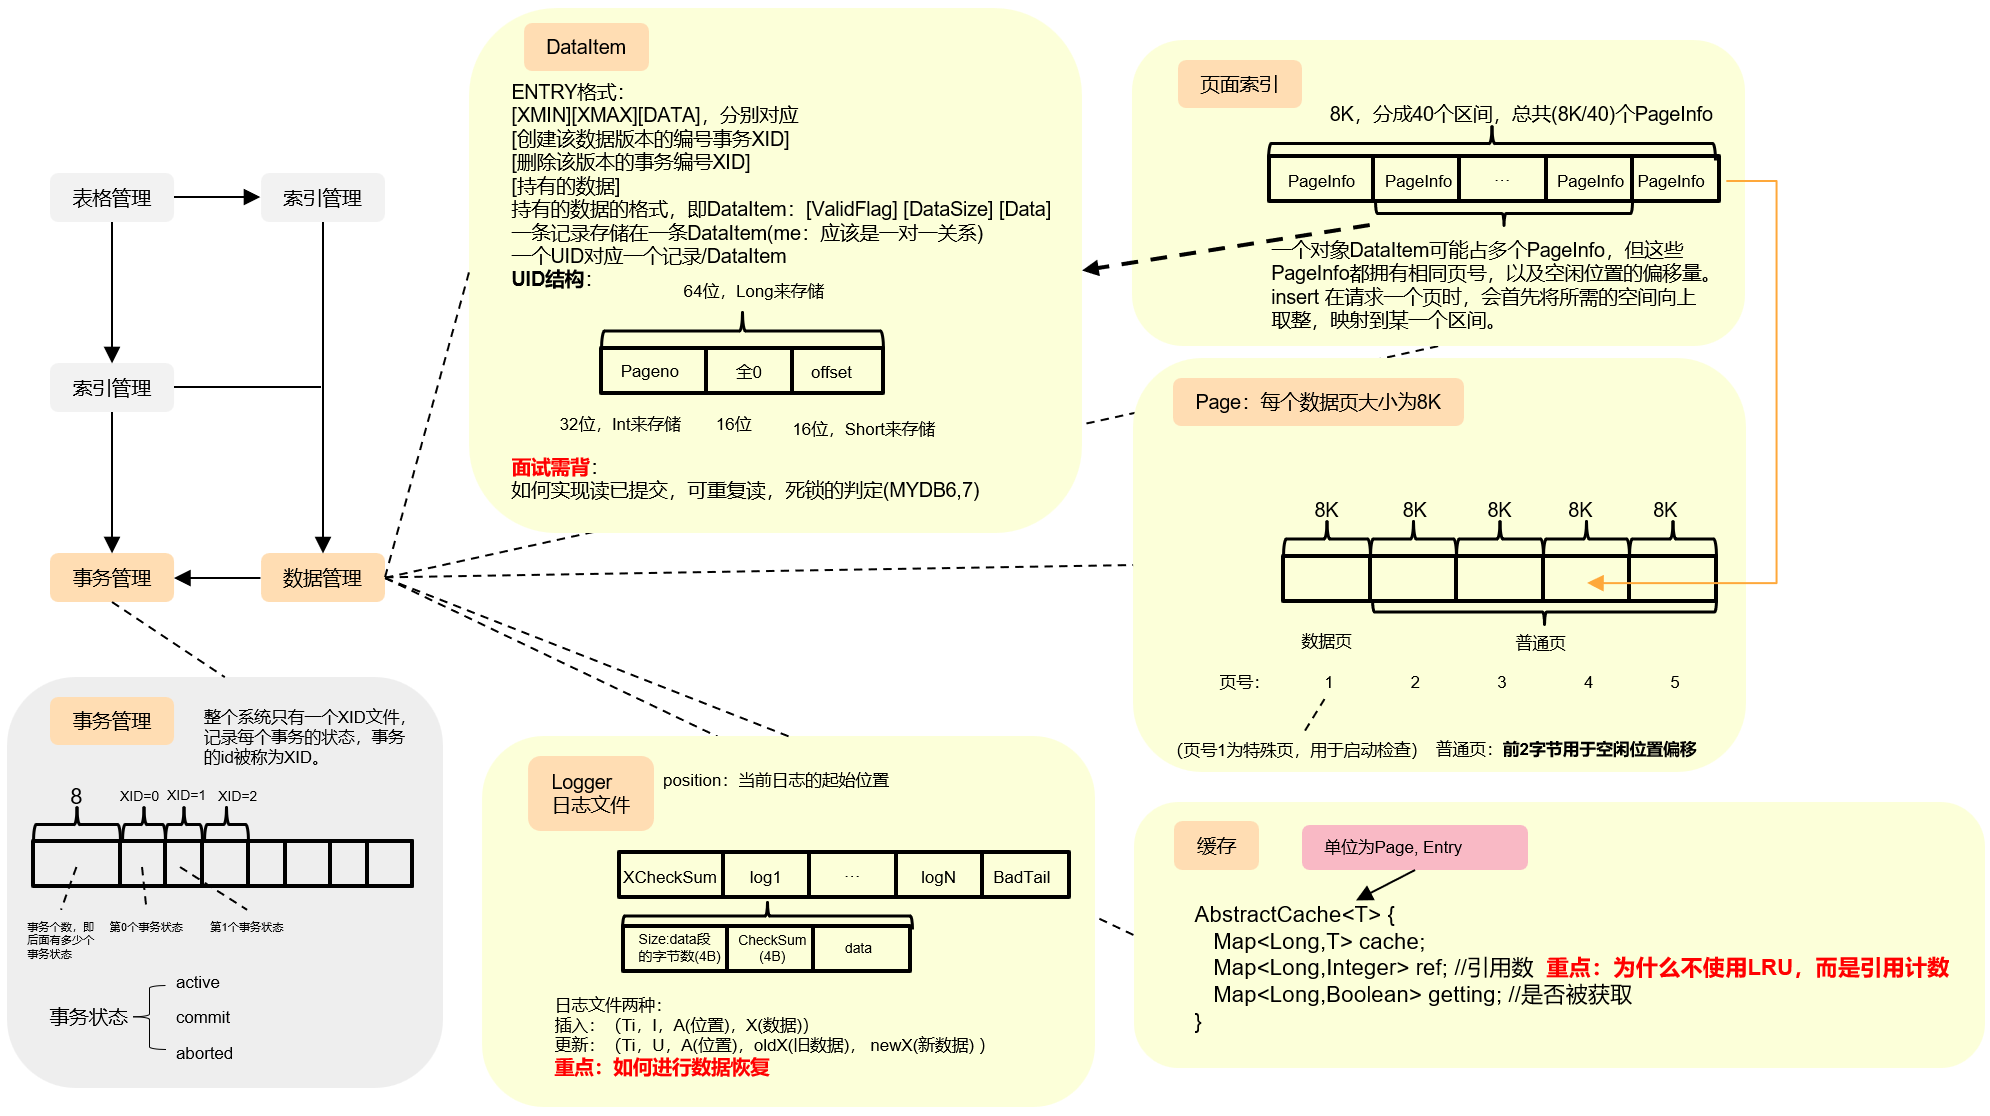 表格管理
索引管理
索引管理
事务管理
数据管理
DataItem
ENTRY格式：
[XMIN][XMAX][DATA]，分别对应
[创建该数据版本的编号事务XID]
[删除该版本的事务编号XID]
[持有的数据]
持有的数据的格式，即DataItem：[ValidFlag] [DataSize] [Data]
一条记录存储在一条DataItem(me：应该是一对一关系)
一个UID对应一个记录/DataItem
UID结构：
64位，Long来存储
Pageno
全0
offset
32位，Int来存储
16位
16位，Short来存储
面试需背：
如何实现读已提交，可重复读，死锁的判定(MYDB6,7)
页面索引
8K，分成40个区间，总共(8K/40)个PageInfo
PageInfo
PageInfo
...
PageInfo
PageInfo
一个对象DataItem可能占多个PageInfo，但这些
PageInfo都拥有相同页号，以及空闲位置的偏移量。
insert 在请求一个页时，会首先将所需的空间向上
取整，映射到某一个区间。
Page：每个数据页大小为8K
8K
8K
8K
8K
8K
数据页
普通页
页号：
1
2
3
4
5
（页号1为特殊页，用于启动检查）
普通页：前2字节用于空闲位置偏移
事务管理
整个系统只有一个XID文件，
记录每个事务的状态，事务
的id被称为XID。
8
XID=0
XID=1
XID=2
事务个数，即
后面有多少个
事务状态
第0个事务状态
第1个事务状态
事务状态
active
commit
aborted
Logger
日志文件
position：当前日志的起始位置
XCheckSum
log1
...
logN
BadTail
Size:data段
的字节数(4B)
CheckSum
(4B)
data
日志文件两种：
插入：（Ti，I，A(位置)，X(数据)）
更新：（Ti，U，A(位置)，oldX(旧数据)， newX(新数据) ）
重点：如何进行数据恢复
缓存
单位为Page, Entry
AbstractCache<T> {
Map<Long,T> cache;
Map<Long,Integer> ref; //引用数 重点：为什么不使用LRU，而是引用计数
Map<Long,Boolean> getting; //是否被获取
}